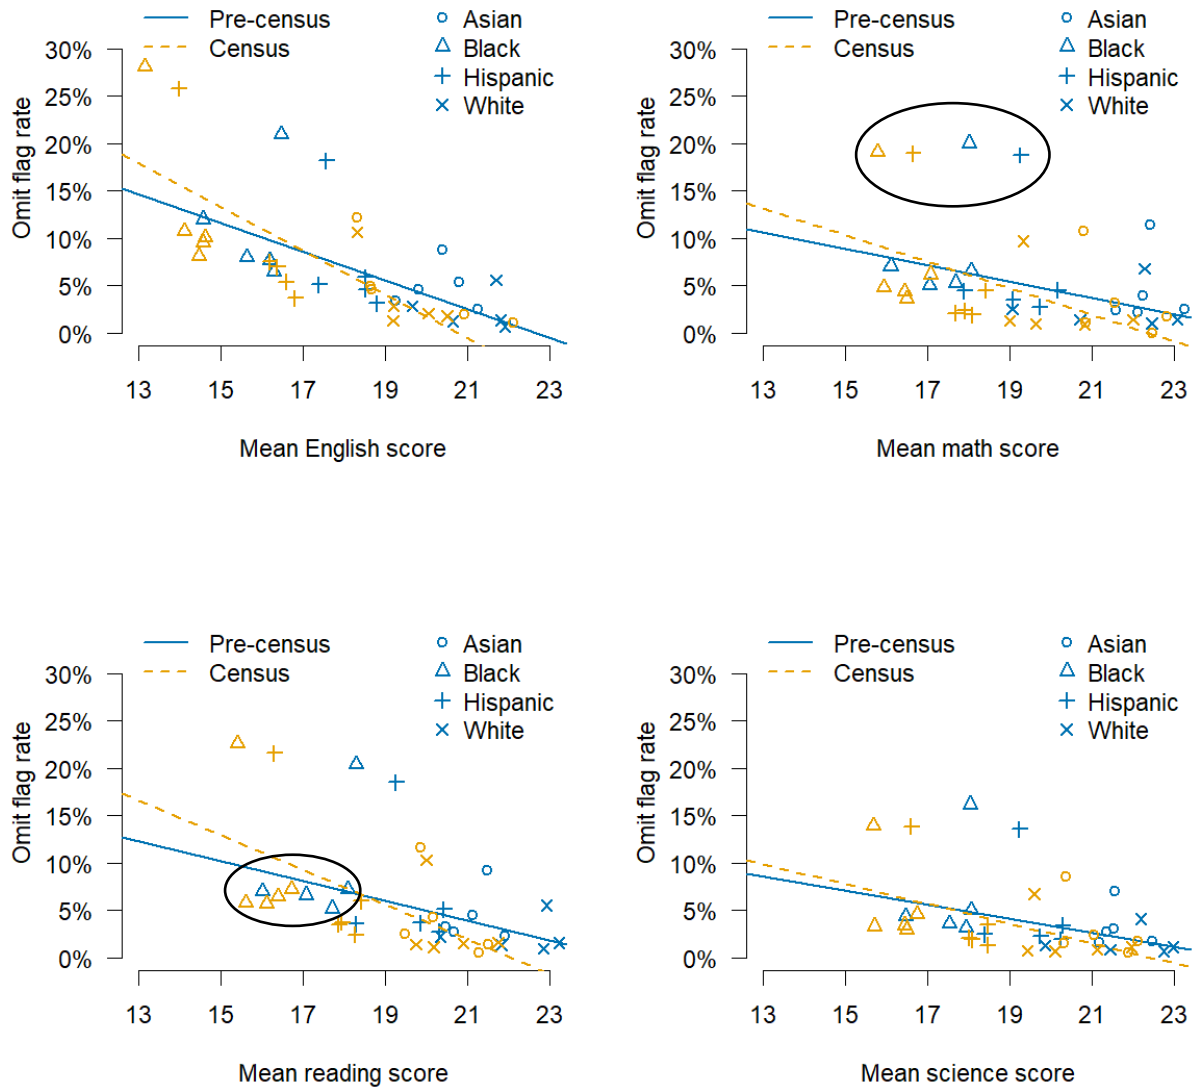 Pre-census
Census
Asian
Black
Hispanic
White
30%
25%
20%
15%
10%
5%
0%
Omit flag rate
13 15 17 19 21 23
Mean English score
Pre-census
Census
Asian
Black
Hispanic
White
30%
25%
20%
15%
10%
5%
0%
Omit flag rate
13 15 17 19 21 23
Mean math score
Pre-census
Census
Asian
Black
Hispanic
White
30%
25%
20%
15%
10%
5%
0%
Omit flag rate
13 15 17 19 21 23
Mean reading score
Pre-census
Census
Asian
Black
Hispanic
White
30%
25%
20%
15%
10%
5%
0%
Omit flag rate
13 15 17 19 21 23
Mean science score